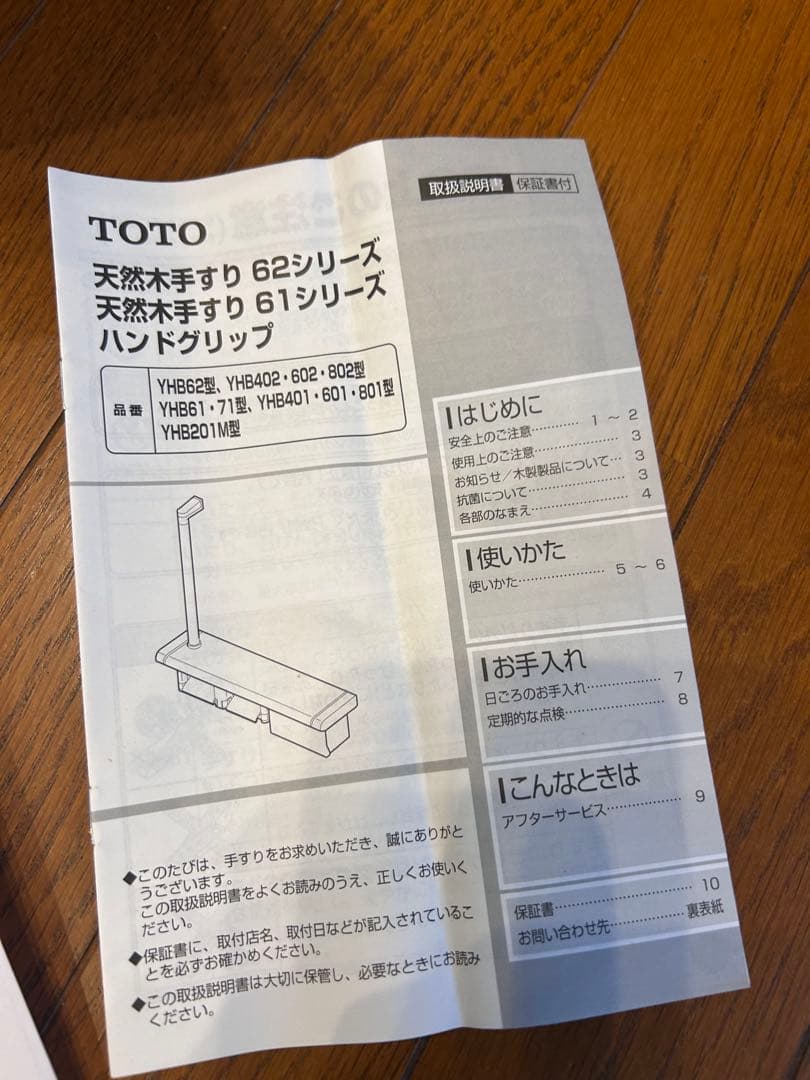 取扱説明書 保証書付
TOTO
天然木手すり 62シリーズ
天然木手すり 61シリーズ
ハンドグリップ
品番
YHB62型、YHB402・602・802型
YHB61・71型、YHB401・601・801型
YHB201M型
◆このたびは、手すりをお求めいただき、誠にありがと
うございます。
この取扱説明書をよくお読みのうえ、正しくお使いく
ださい。
◆保証書に、取付店名、取付日などが記入されているこ
とを必ずお確かめください。
◆この取扱説明書は大切に保管し、必要なときにお読み
ください。
はじめに
安全上のご注意………… 1 ～ 2
使用上のご注意………………… 3
お知らせ／木製製品について… 3
抗菌について…………………… 3
各部のなまえ…………………… 4
使いかた
使いかた………………… 5 ～ 6
お手入れ
日ごろのお手入れ……………… 7
定期的な点検…………………… 8
こんなときは
アフターサービス……………… 9
保証書………………………… 10
お問い合わせ先………… 裏表紙